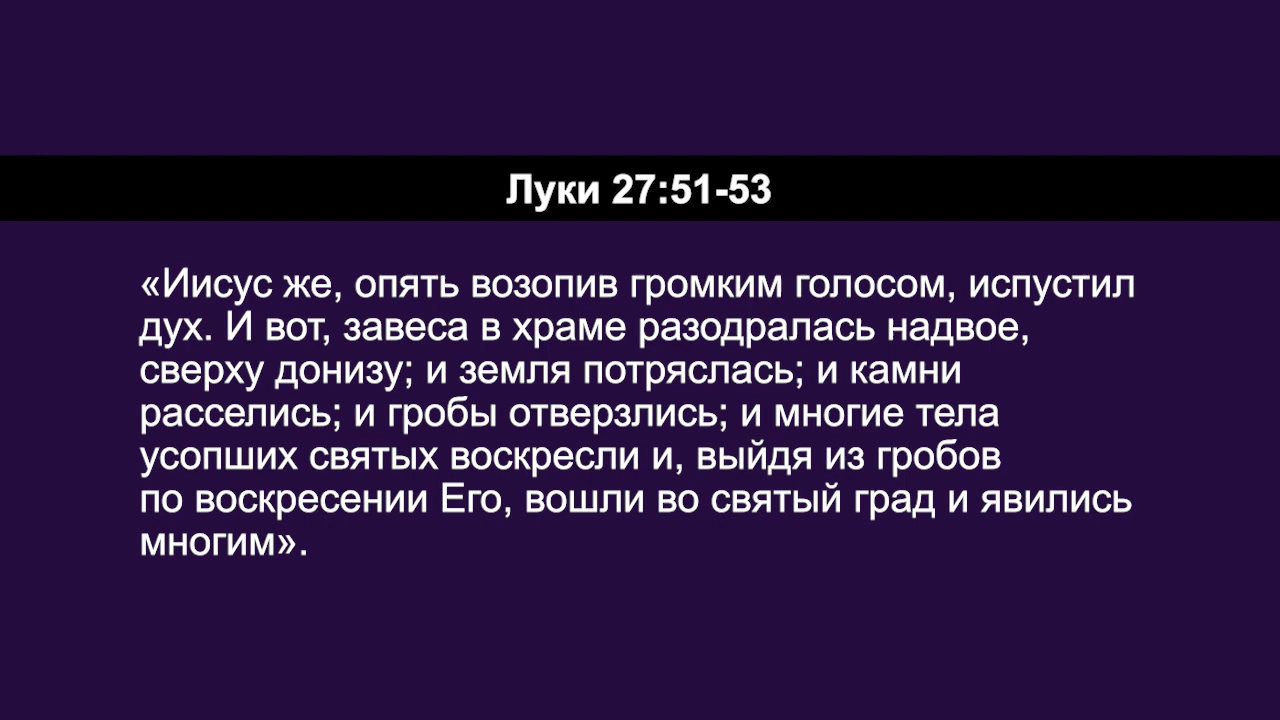 Луки 27:51-53
«Иисус же, опять возопив громким голосом, испустил
дух. И вот, завеса в храме разодралась надвое,
сверху донизу; и земля потряслась; и камни
расселись; и гробы отверзлись; и многие тела
усопших святых воскресли и, выйдя из гробов
по воскресении Его, вошли во святый град и явились
многим».